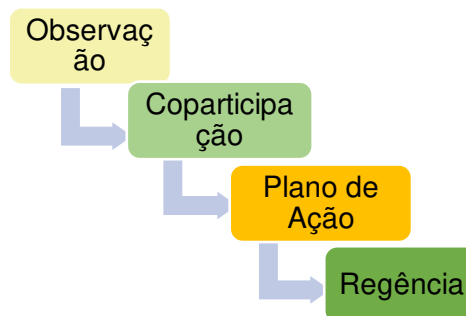 Observaç
ão
Coparticipa
ção
Plano de
Ação
Regência